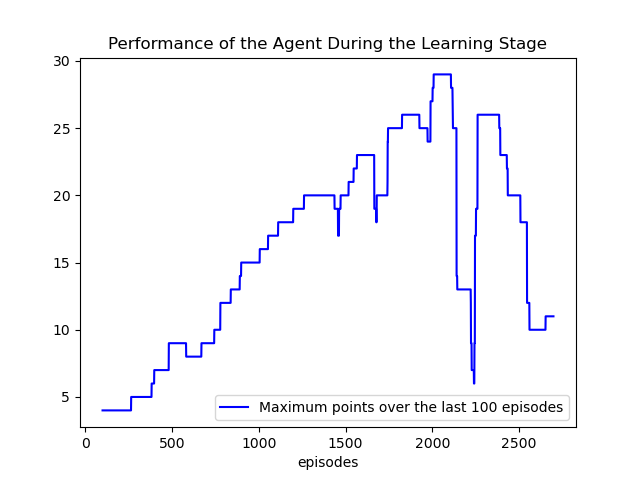 Performance of the Agent During the Learning Stage
30
25
20
15
10
5
Maximum points over the last 100 episodes
0 500 1000 1500 2000 2500
episodes